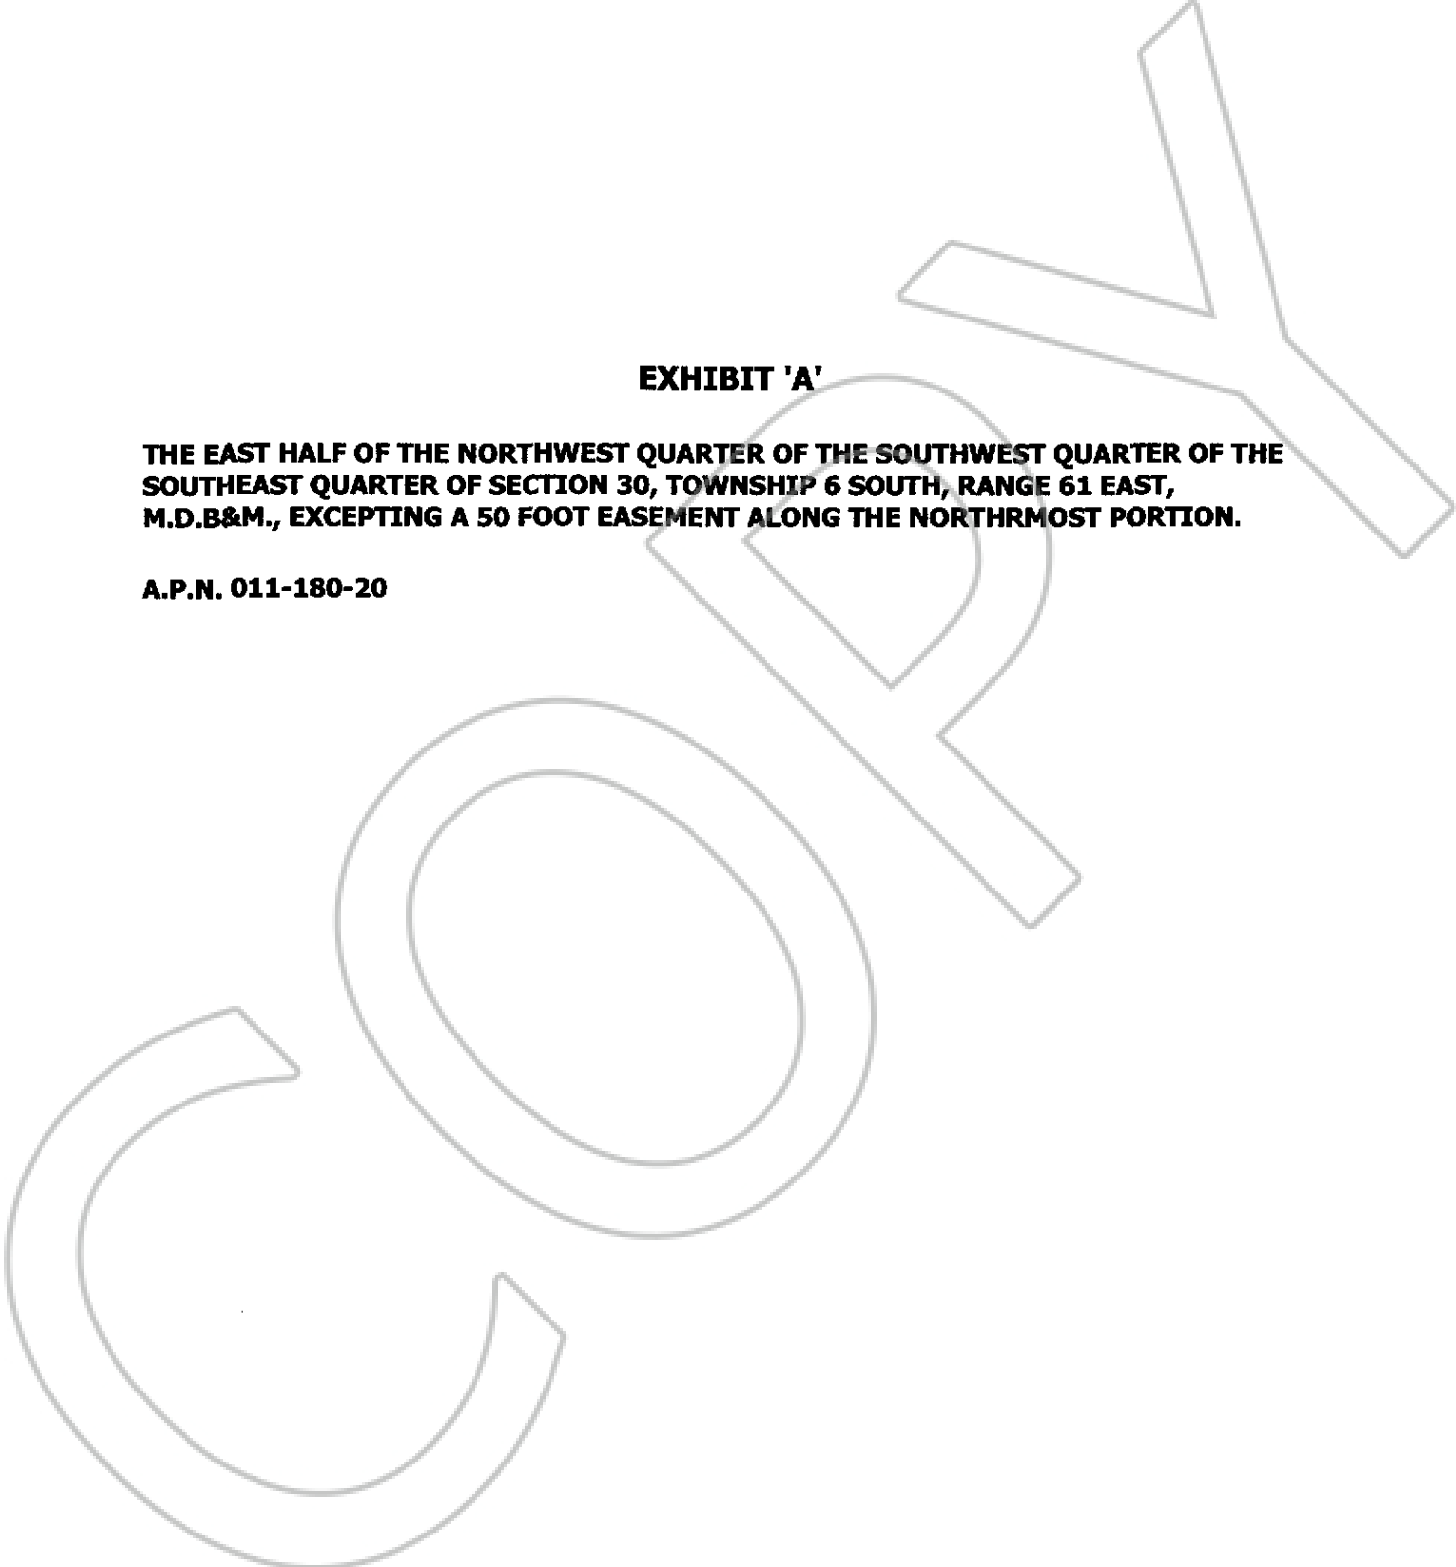 EXHIBIT 'A'
THE EAST HALF OF THE NORTHWEST QUARTER OF THE SOUTHWEST QUARTER OF THE
SOUTHEAST QUARTER OF SECTION 30, TOWNSHIP 6 SOUTH, RANGE 61 EAST,
M.D.B&M., EXCEPTING A 50 FOOT EASEMENT ALONG THE NORTHRMOST PORTION.
A.P.N. 011-180-20
COPY